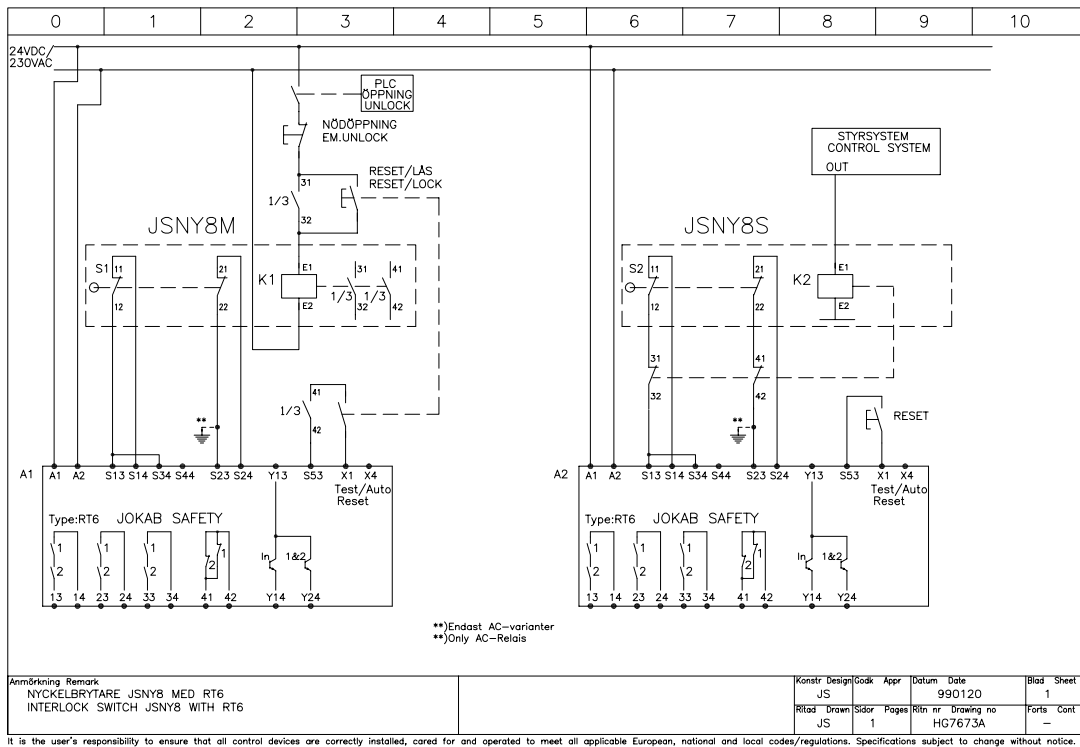 0 1 2 3 4 5 6 7 8 9 10
24VDC/
230VAC
PLC
ÖPPNING
UNLOCK
NÖDÖPPNING
EM.UNLOCK
RESET/LÅS
RESET/LOCK
31
1/3
32
JSNY8M
S1 11
12
21
22
K1 E1
E2
31 41
1/3 1/3
32 42
41
1/3
42
**
A1 A1 A2 S13 S14 S34 S44 S23 S24 Y13 S53 X1 X4
Test/Auto
Reset
Type:RT6 JOKAB SAFETY
1 1 1 1 In 1&2
2 2 2 2
13 14 23 24 33 34 41 42 Y14 Y24
STYRSYSTEM
CONTROL SYSTEM
OUT
JSNY8S
S2 11
12
21
22
K2 E1
E2
31 41
32 42
**
RESET
A2 A1 A2 S13 S14 S34 S44 S23 S24 Y13 S53 X1 X4
Test/Auto
Reset
Type:RT6 JOKAB SAFETY
1 1 1 1 In 1&2
2 2 2 2
13 14 23 24 33 34 41 42 Y14 Y24
**)Endast AC-varianter
**)Only AC-Relais
Anmörkning Remark
NYCKELBRYTARE JSNY8 MED RT6
INTERLOCK SWITCH JSNY8 WITH RT6
Konstr Design Godk Appr Datum Date Blad Sheet
JS 990120 1
Ritad Drawn Sidor Pages Ritn nr Drawing no Forts Cont
JS 1 HG7673A -
It is the user's responsibility to ensure that all control devices are correctly installed, cared for and operated to meet all applicable European, national and local codes/regulations. Specifications subject to change without notice.